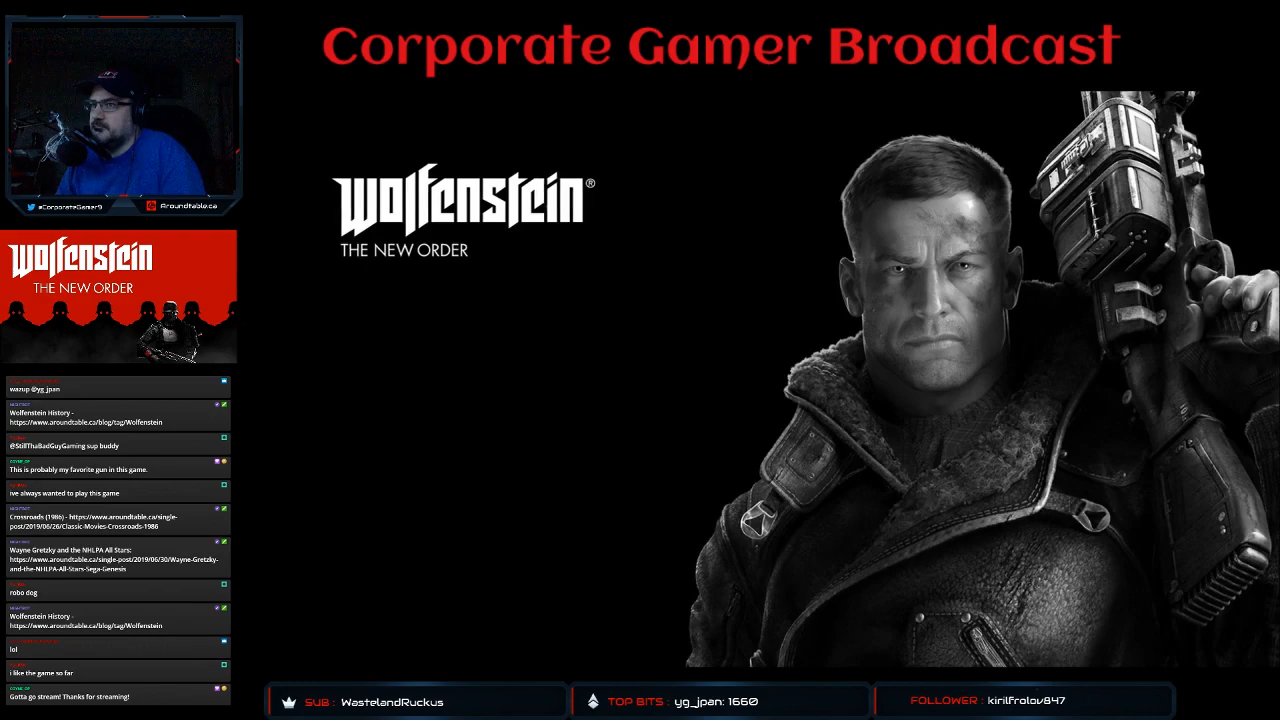 Corporate Gamer Broadcast
@CorporateGamer9
Aroundtable.ca
Wolfenstein®
THE NEW ORDER
Wolfenstein
THE NEW ORDER
wazup @yg_jpan
Wolfenstein History -
https://www.aroundtable.ca/blog/tag/Wolfenstein
@StillThaBadGuyGaming sup buddy
This is probably my favorite gun in this game.
ive always wanted to play this game
Crossroads (1986) - https://www.aroundtable.ca/single-
post/2019/06/26/Classic-Movies-Crossroads-1986
Wayne Gretzky and the NHLPA All Stars:
https://www.aroundtable.ca/single-post/2019/06/30/Wayne-Gretzky-
and-the-NHLPA-All-Stars-Sega-Genesis
robo dog
Wolfenstein History -
https://www.aroundtable.ca/blog/tag/Wolfenstein
lol
i like the game so far
Gotta go stream! Thanks for streaming!
SUB : WastelandRuckus
TOP BITS : yg_jpan: 1660
FOLLOWER : kirilfrolov847